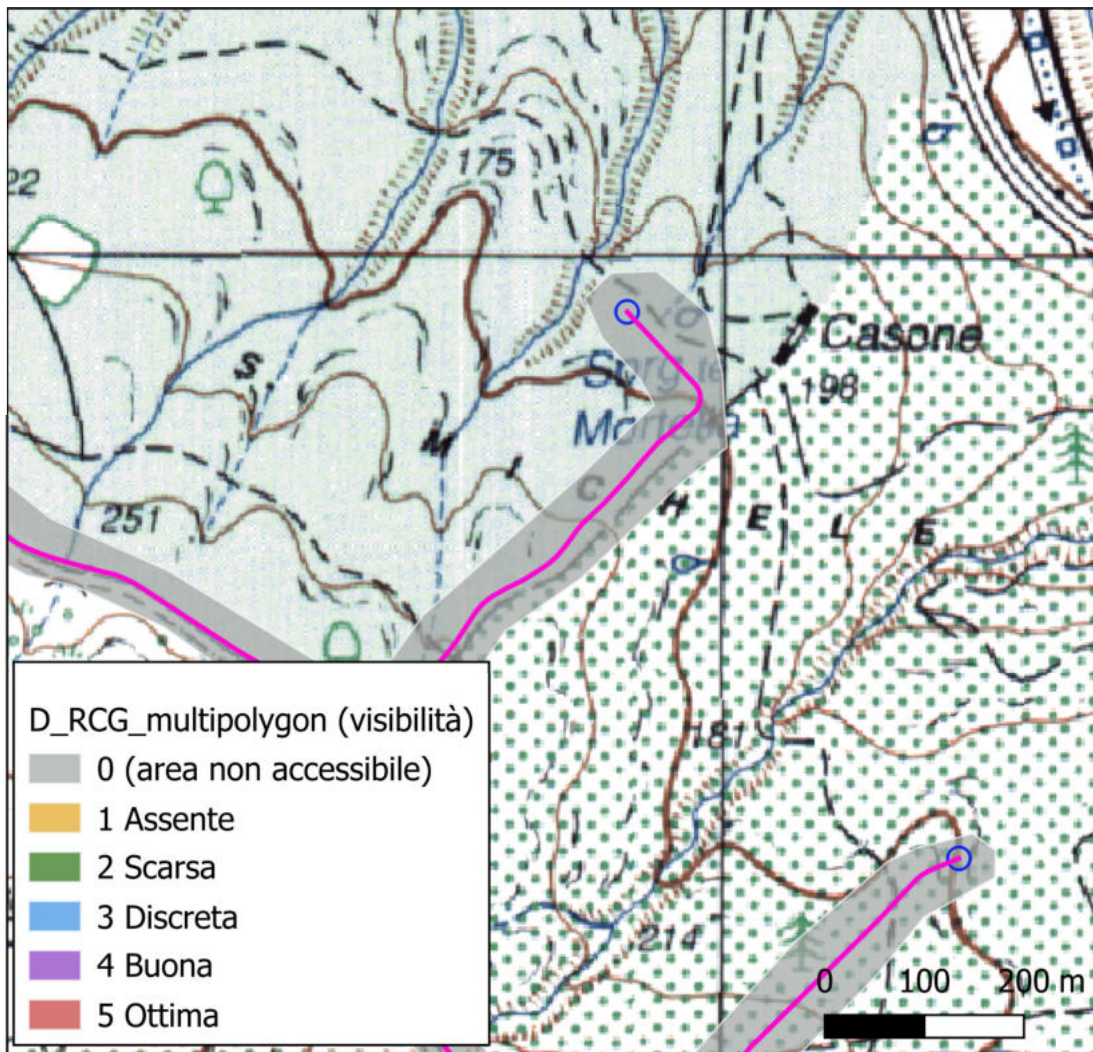 175
22
Casone
198
Mortella
S.
M I C H E L E
251
181
214
D_RCG_multipolygon (visibilità)
0 (area non accessibile)
1 Assente
2 Scarsa
3 Discreta
4 Buona
5 Ottima
0 100 200 m